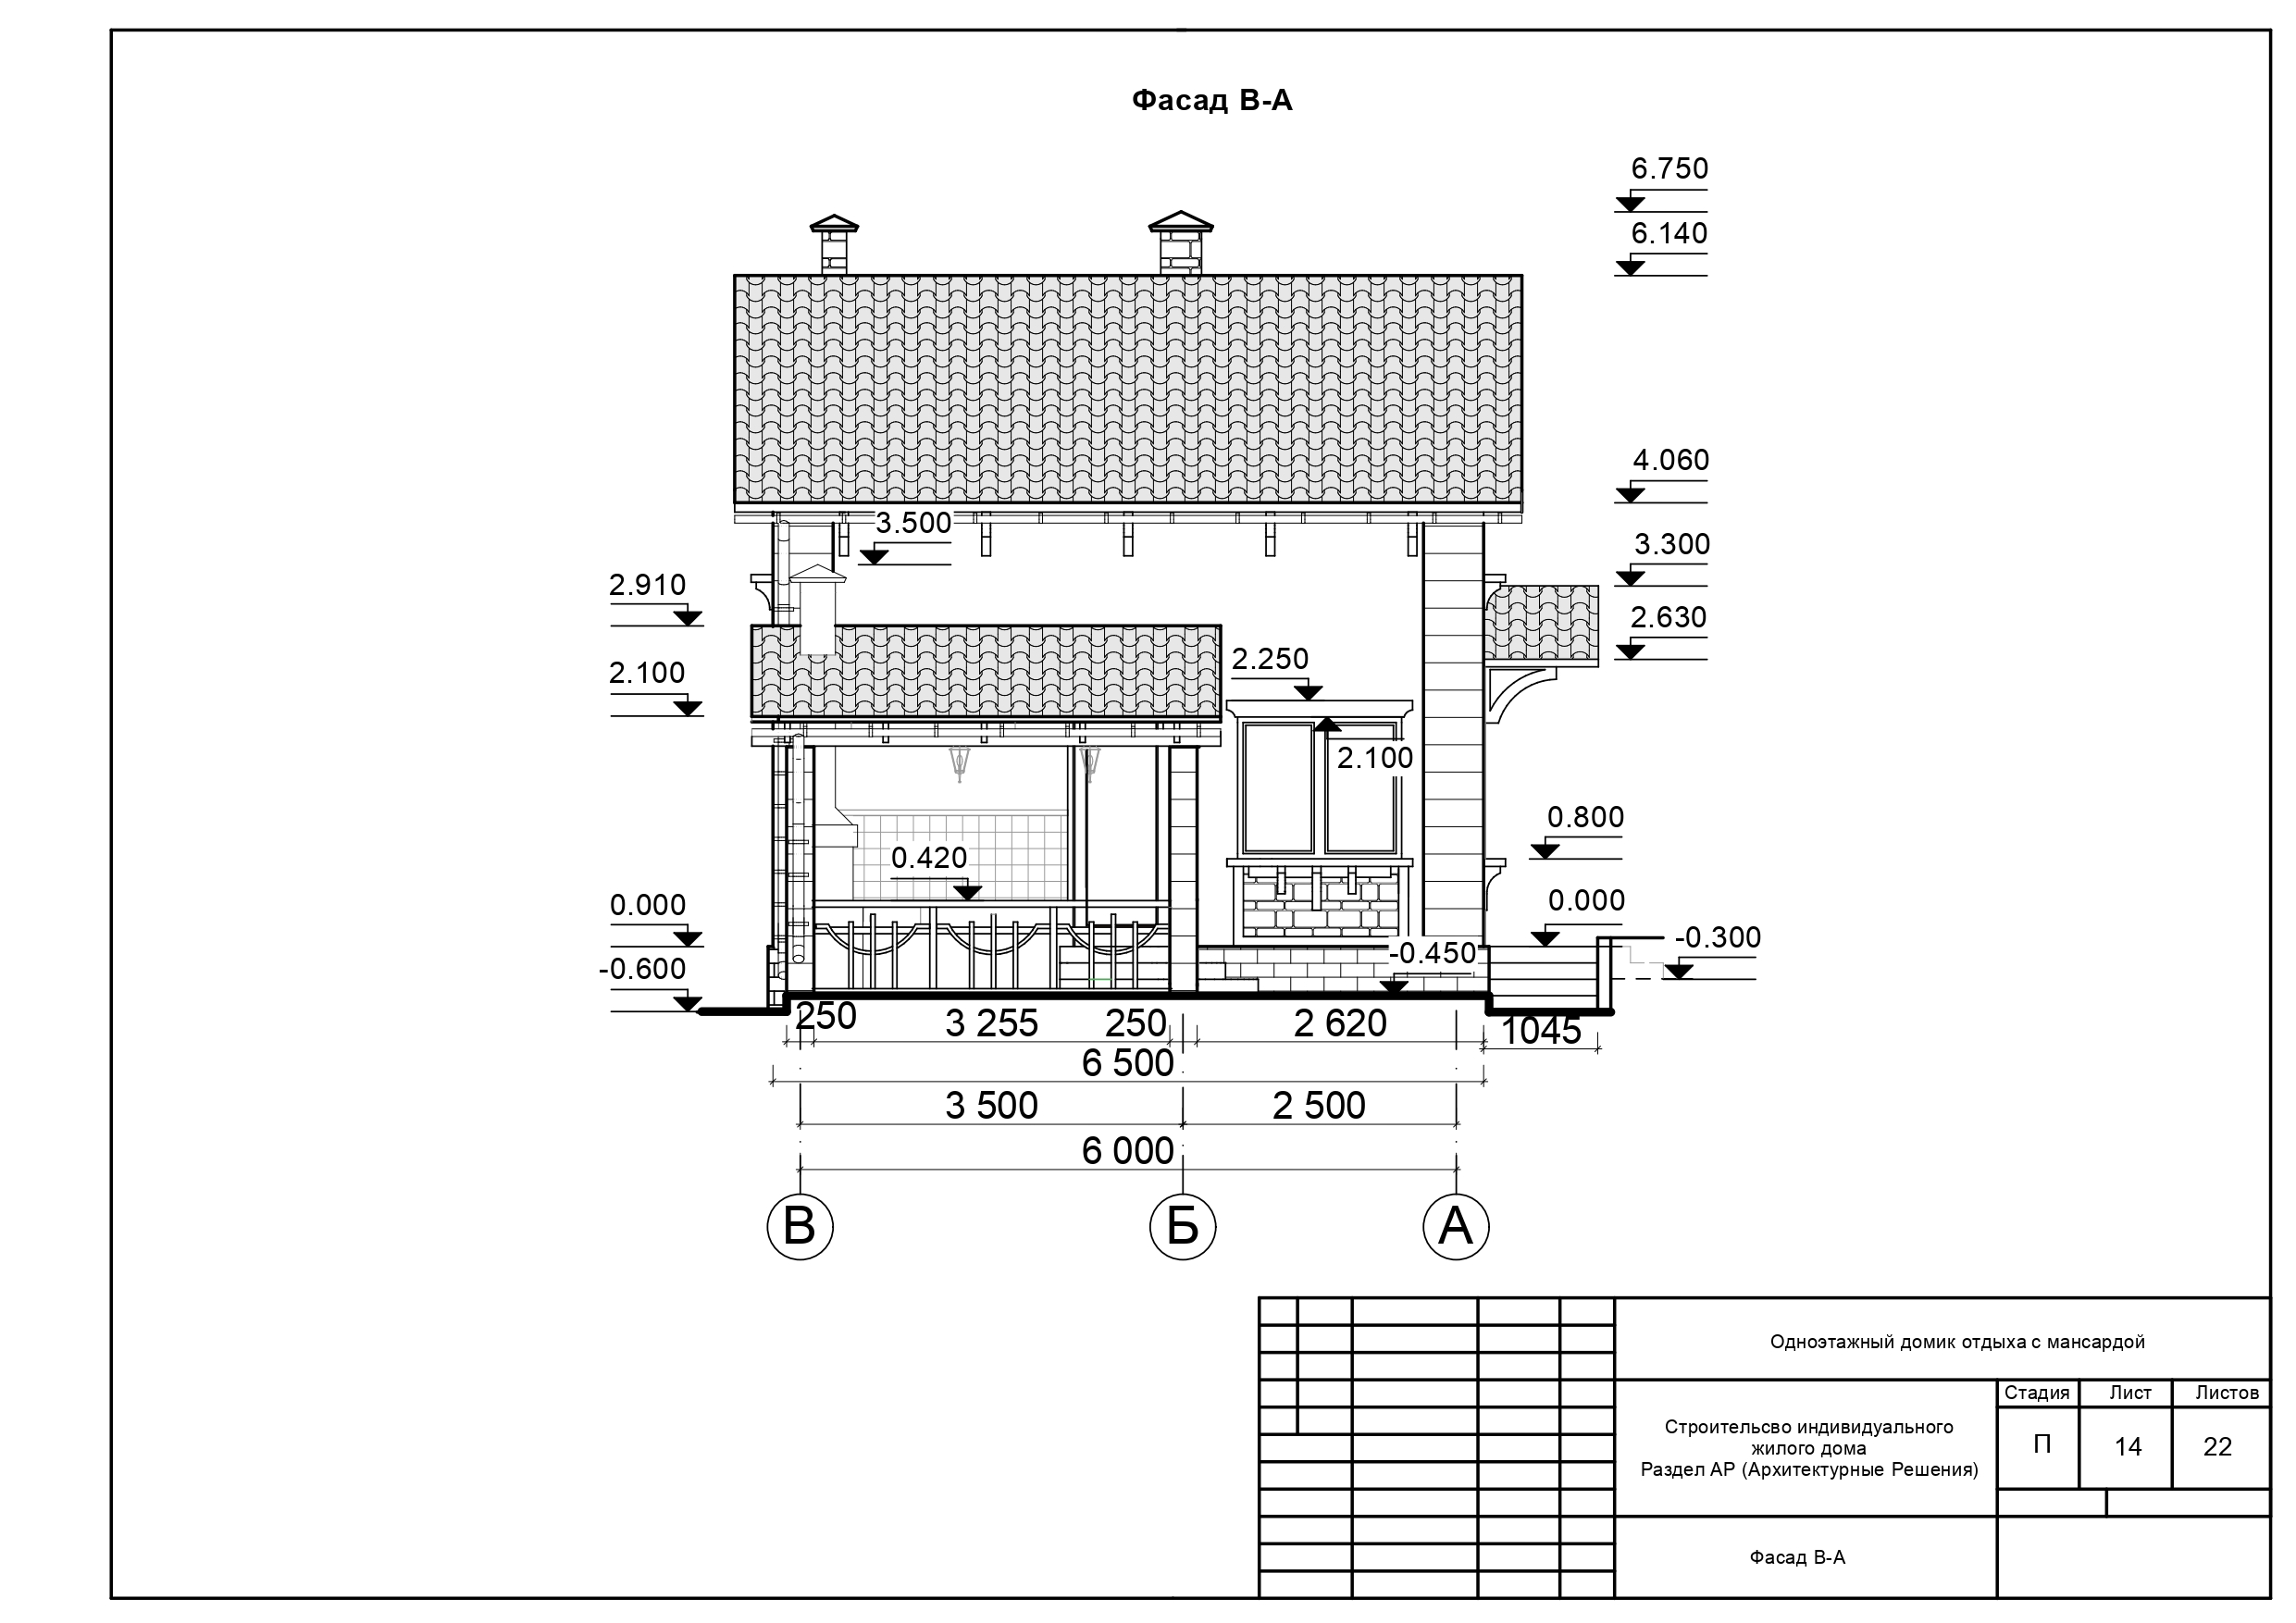 Фасад В-А
6.750
6.140
4.060
3.500
3.300
2.910
2.630
2.250
2.100
2.100
0.800
0.420
0.000
0.000
-0.300
-0.450
-0.600
250
3 255
250
2 620
1045
6 500
3 500
2 500
6 000
В
Б
А
Одноэтажный домик отдыха с мансардой
Стадия
Лист
Листов
Строительсво индивидуального
жилого дома
Раздел АР (Архитектурные Решения)
П
14
22
Фасад В-А